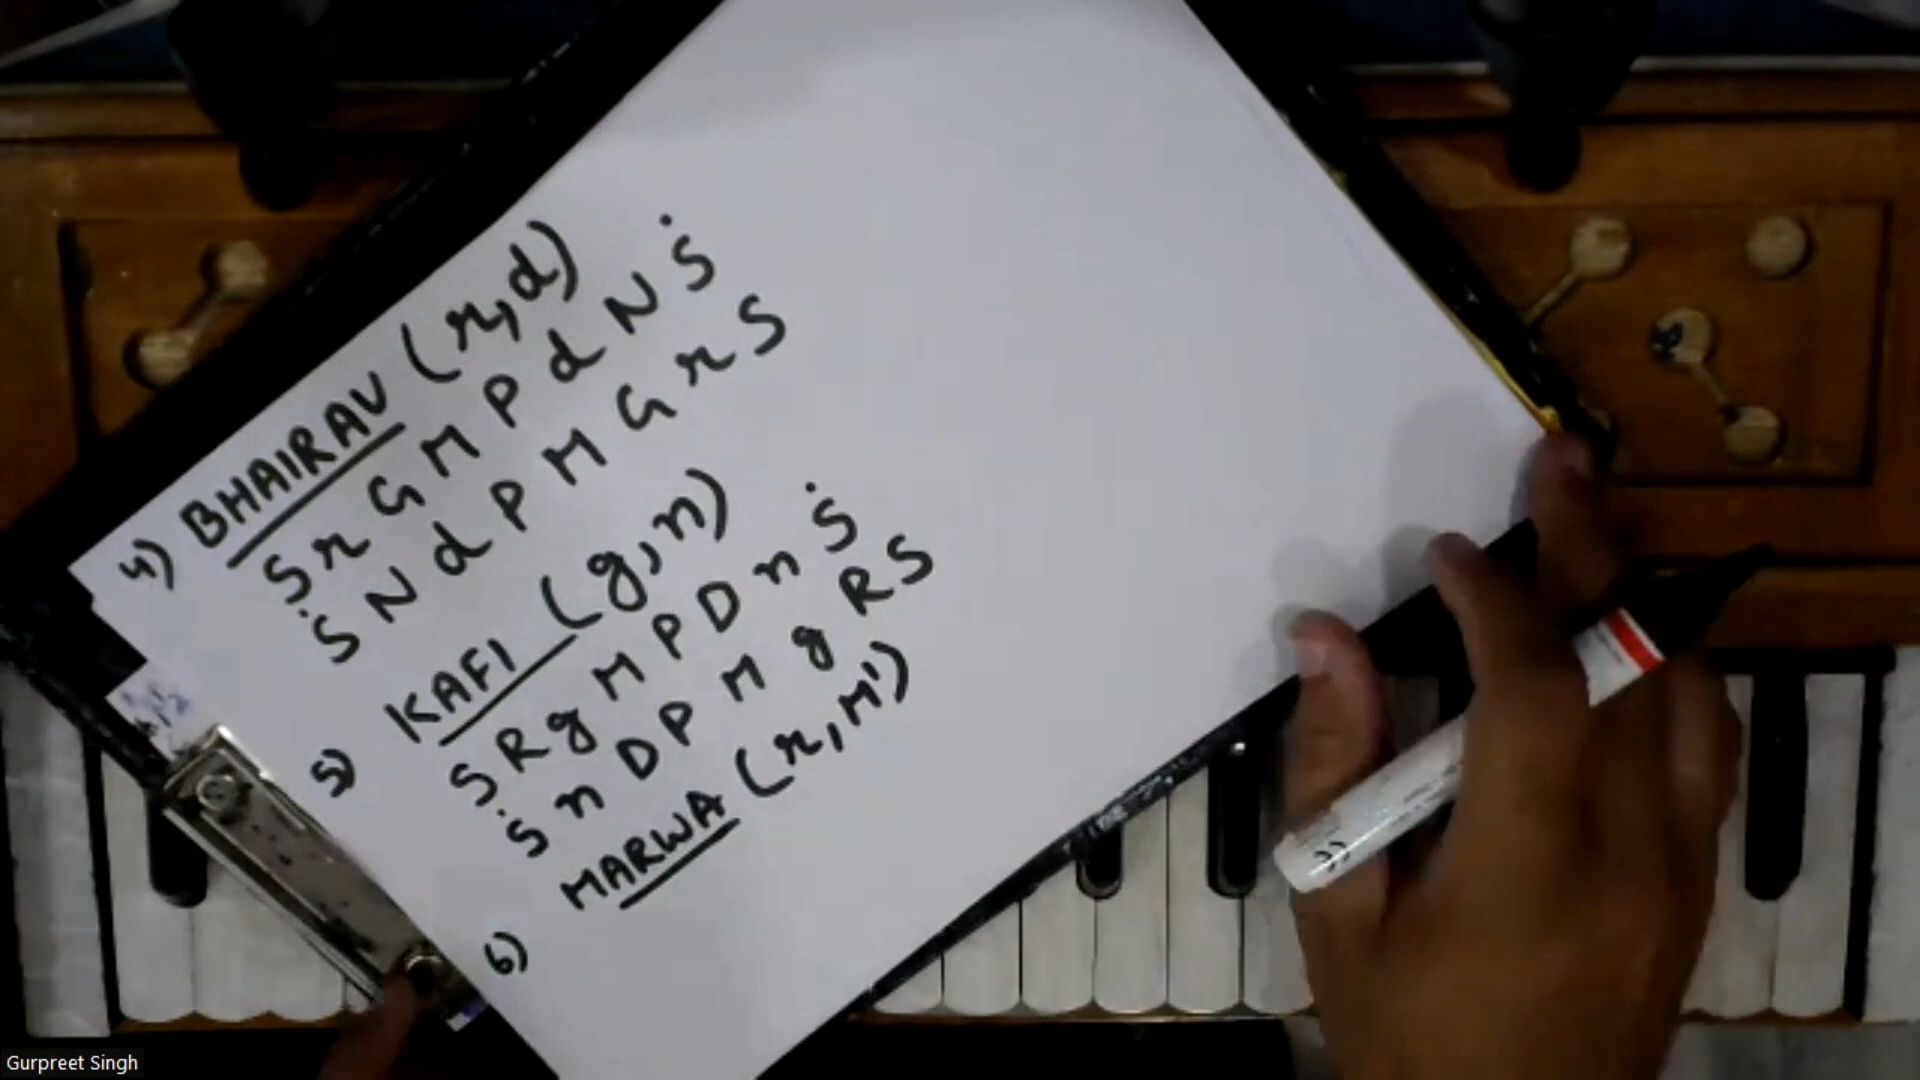 4) BHAIRAV (r, d)
S r G M P d N Ṡ
Ṡ N d P M G r S
5) KAFI (g, n)
S R g M P D n Ṡ
Ṡ n D P M g R S
6) MARWA (r, M')
Gurpreet Singh